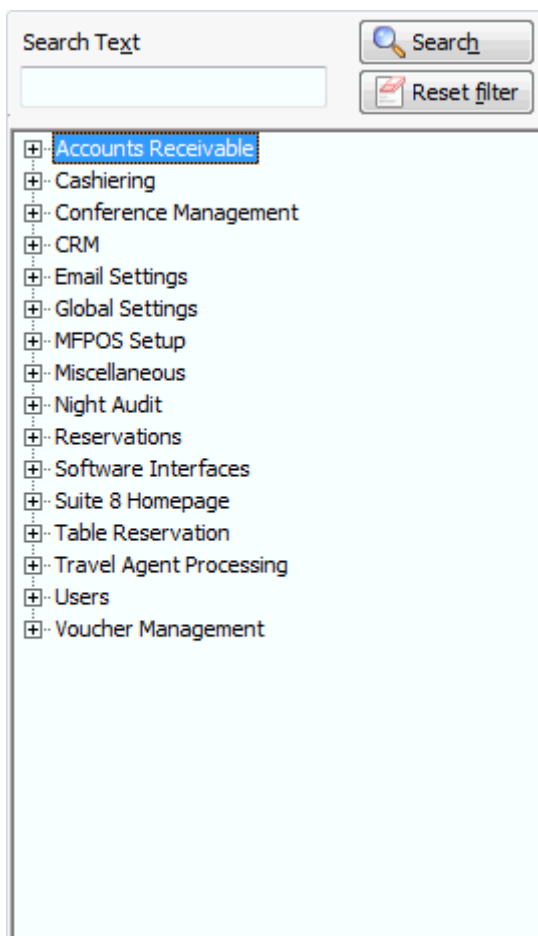 Search Text
Search
Reset filter
Accounts Receivable
Cashiering
Conference Management
CRM
Email Settings
Global Settings
MFPOS Setup
Miscellaneous
Night Audit
Reservations
Software Interfaces
Suite 8 Homepage
Table Reservation
Travel Agent Processing
Users
Voucher Management